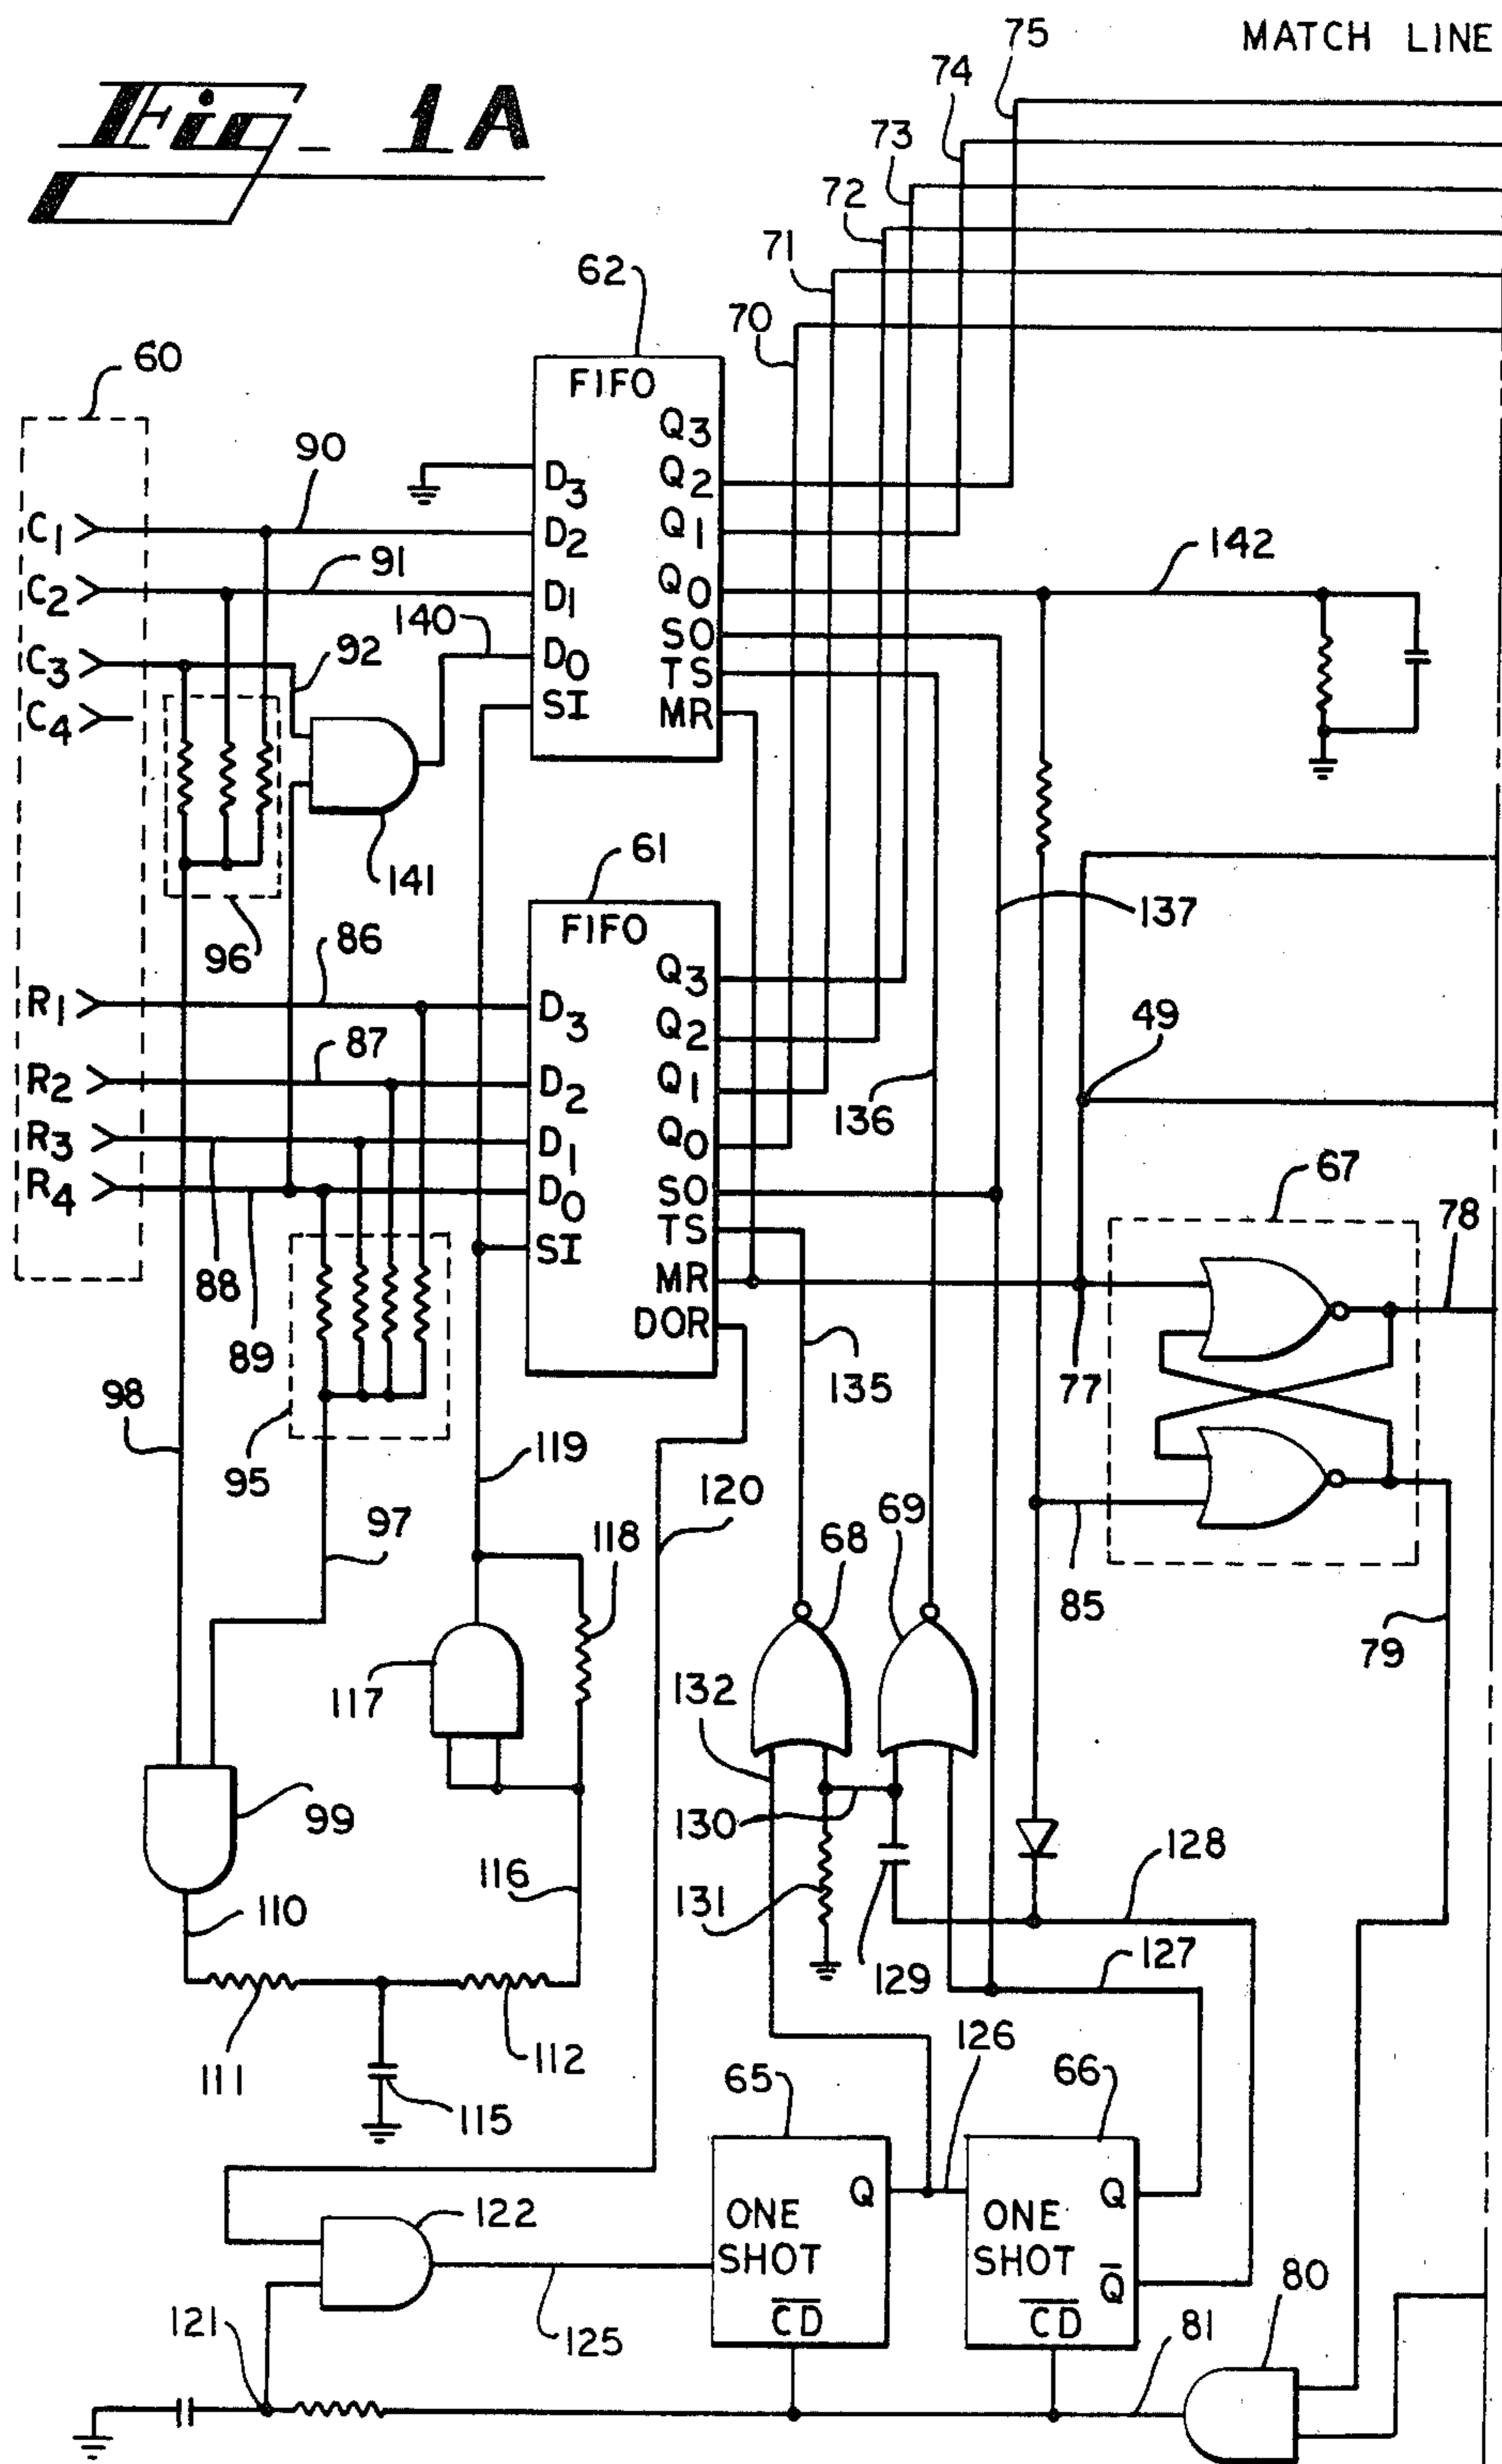 Fig_ 1A
MATCH LINE
75
74
73
72
71
70
62
60
FIFO
Q3
90
D3
Q2
C1
D2
Q1
C2
91
D1
Q0
142
140
SO
C3
92
D0
TS
C4
SI
MR
141
61
96
FIFO
137
86
Q3
R1
D3
Q2
49
87
R2
D2
Q1
136
R3
D1
Q0
67
R4
D0
SO
78
TS
SI
88
MR
89
DOR
135
77
98
95
119
120
97
118
68
69
85
79
117
132
99
130
128
116
131
110
129
127
126
111
112
65
66
115
Q
Q
122
ONE
SHOT
ONE
SHOT
Q̅
80
C̅D̅
C̅D̅
121
125
81